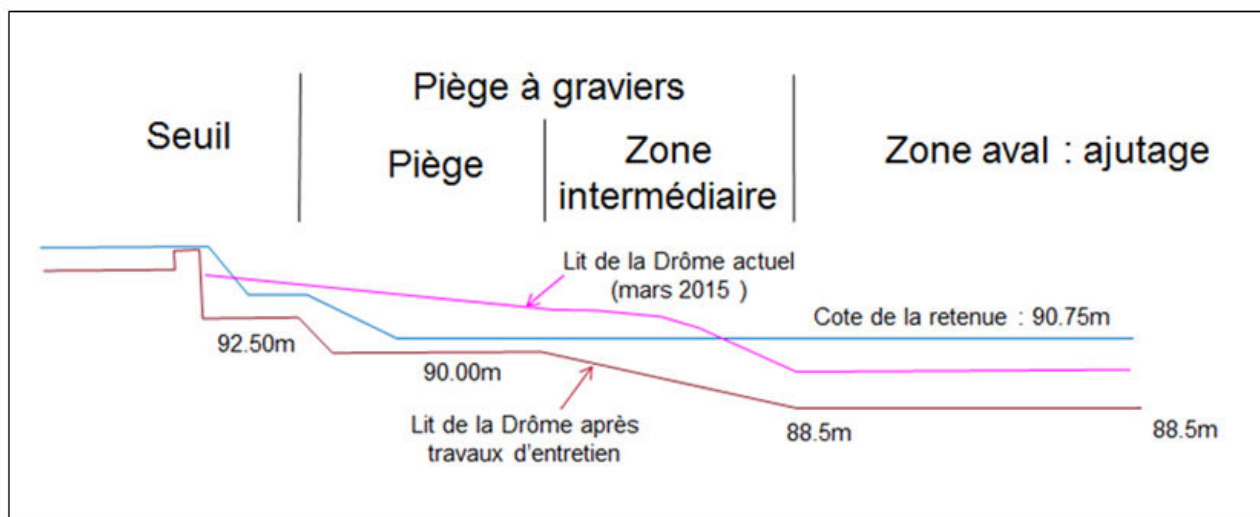 Piège à graviers
Seuil
Piège
Zone
intermédiaire
Zone aval : ajutage
Lit de la Drôme actuel
(mars 2015 )
Cote de la retenue : 90.75m
92.50m
90.00m
Lit de la Drôme après
travaux d'entretien
88.5m
88.5m